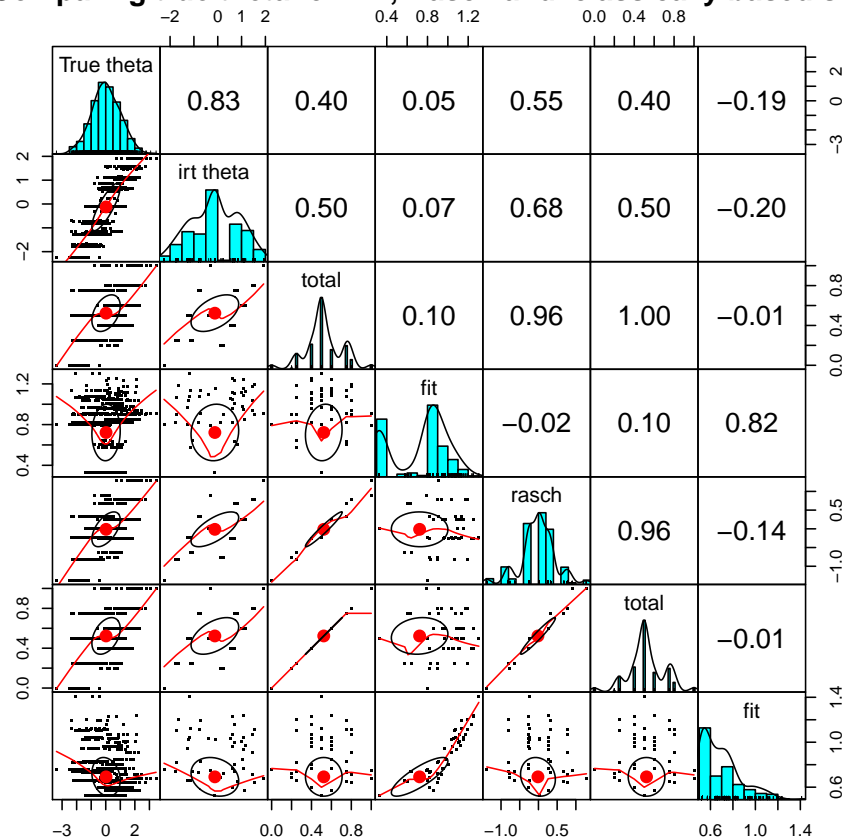 true theta
−2 0 1 2 0.4 0.8 1.2 0.0 0.4 0.8
True theta 0.83 0.40 0.05 0.55 0.40 −0.19 −3 0 2
−2 0 2 irt theta 0.50 0.07 0.68 0.50 −0.20
total 0.10 0.96 1.00 −0.01 0.0 0.4 0.8
0.4 0.8 1.2 fit −0.02 0.10 0.82
rasch 0.96 −0.14 −1.0 0.5
0.0 0.4 0.8 total −0.01
fit 0.6 1.0 1.4
−3 0 2 0.0 0.4 0.8 −1.0 0.5 0.6 1.0 1.4